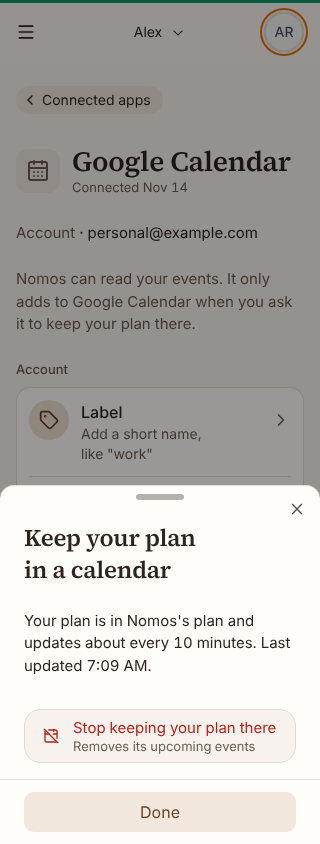 Alex
AR
Connected apps
Google Calendar
Connected Nov 14
Account · personal@example.com
Nomos can read your events. It only
adds to Google Calendar when you ask
it to keep your plan there.
Account
Label
Add a short name,
like "work"
Keep your plan
in a calendar
Your plan is in Nomos's plan and
updates about every 10 minutes. Last
updated 7:09 AM.
Stop keeping your plan there
Removes its upcoming events
Done